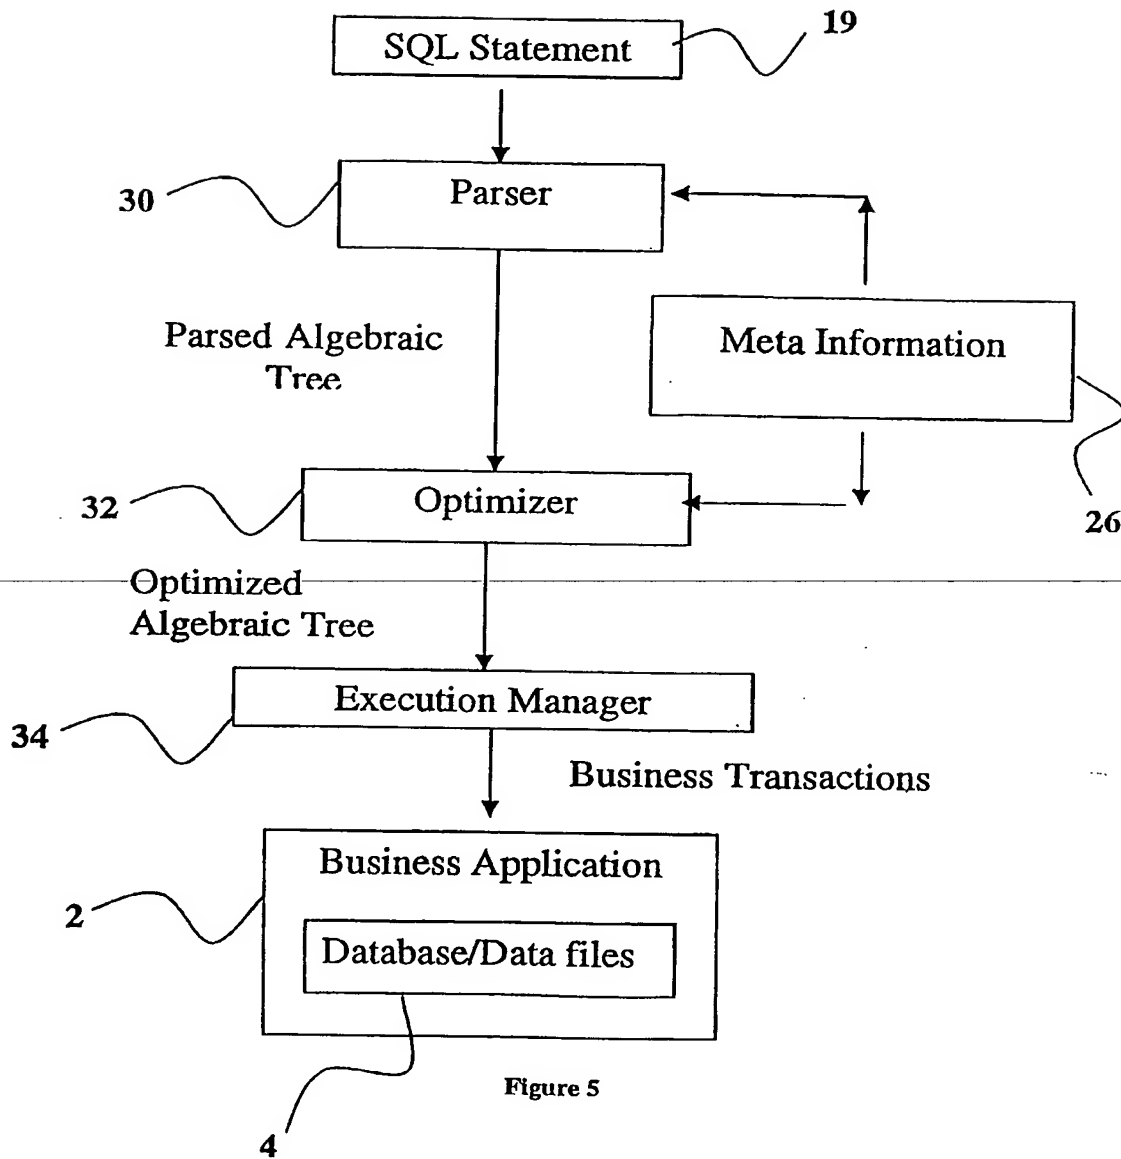 19
SQL Statement
30
Parser
Parsed Algebraic
Tree
Meta Information
32
Optimizer
26
Optimized
Algebraic Tree
Execution Manager
34
Business Transactions
Business Application
2
Database/Data files
Figure 5
4